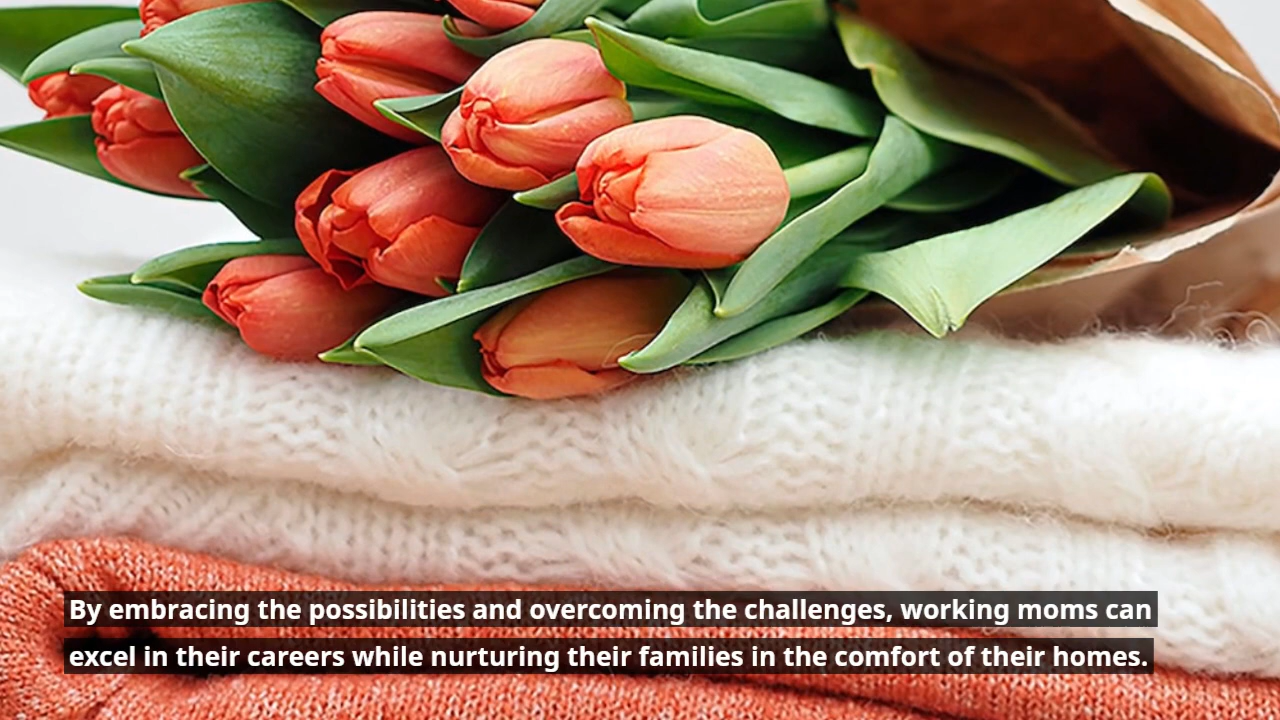 By embracing the possibilities and overcoming the challenges, working moms can
excel in their careers while nurturing their families in the comfort of their homes.